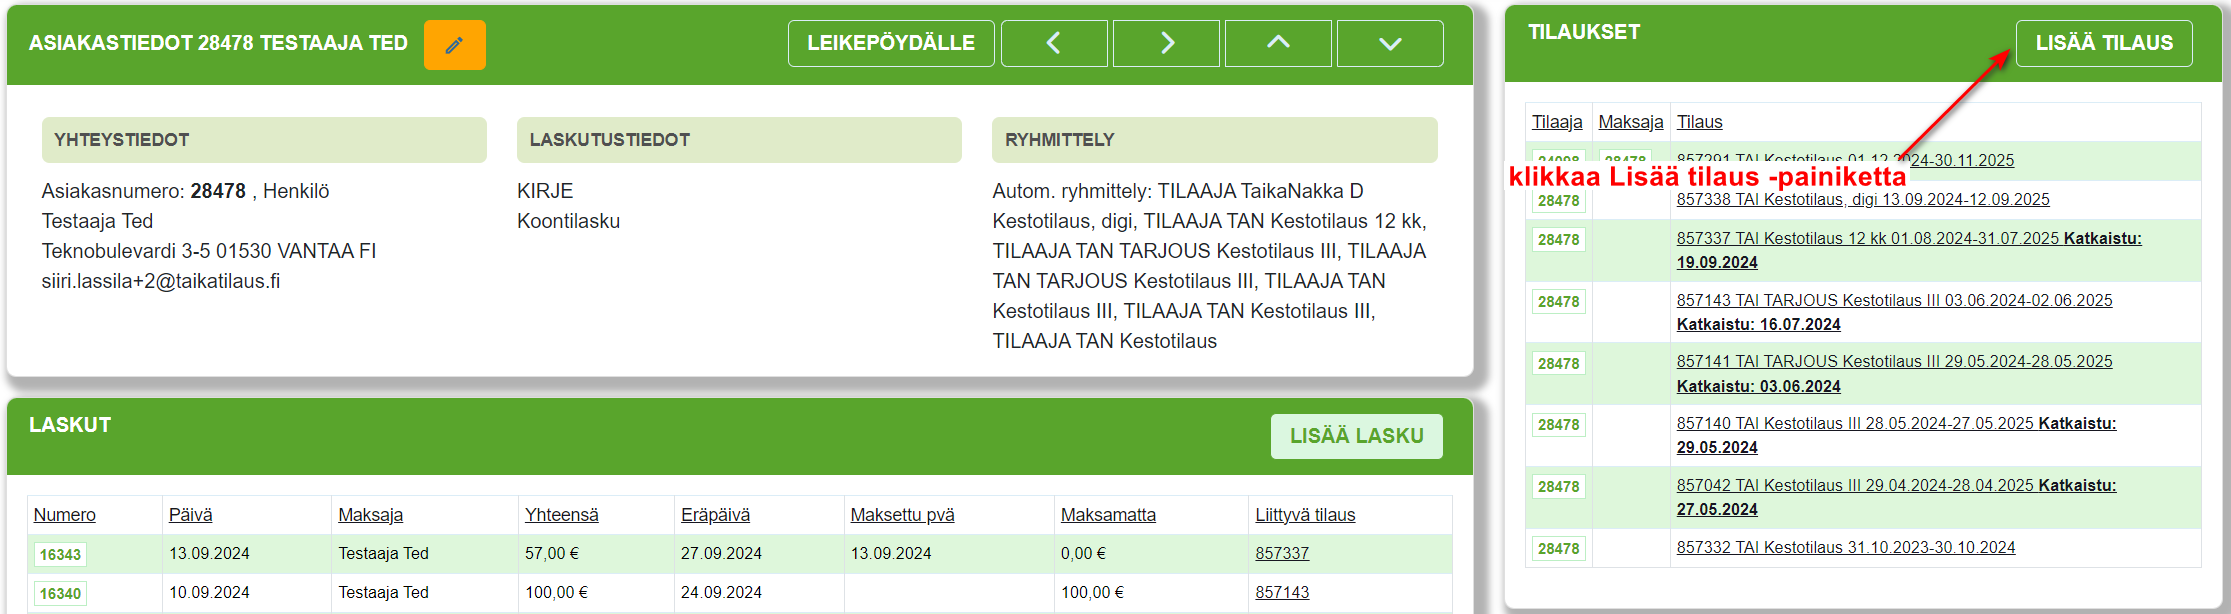 ASIAKASTIEDOT 28478 TESTAAJA TED
LEIKEPÖYDÄLLE
YHTEYSTIEDOT
Asiakasnumero: 28478 , Henkilö
Testaaja Ted
Teknobulevardi 3-5 01530 VANTAA FI
siiri.lassila+2@taikatilaus.fi
LASKUTUSTIEDOT
KIRJE
Koontilasku
RYHMITTELY
Autom. ryhmittely: TILAAJA TaikaNakka D
Kestotilaus, digi, TILAAJA TAN Kestotilaus 12 kk,
TILAAJA TAN TARJOUS Kestotilaus III, TILAAJA
TAN TARJOUS Kestotilaus III, TILAAJA TAN
Kestotilaus III, TILAAJA TAN Kestotilaus III,
TILAAJA TAN Kestotilaus
LASKUT
LISÄÄ LASKU
Numero Päivä Maksaja Yhteensä Eräpäivä Maksettu pvä Maksamatta Liittyvä tilaus
16343 13.09.2024 Testaaja Ted 57,00 € 27.09.2024 13.09.2024 0,00 € 857337
16340 10.09.2024 Testaaja Ted 100,00 € 24.09.2024 100,00 € 857143
TILAUKSET
LISÄÄ TILAUS
Tilaaja Maksaja Tilaus
28478 857291 TAI Kestotilaus 01.12.2024-30.11.2025
klikkaa Lisää tilaus -painiketta
28478 857338 TAI Kestotilaus, digi 13.09.2024-12.09.2025
28478 857337 TAI Kestotilaus 12 kk 01.08.2024-31.07.2025 Katkaistu:
19.09.2024
28478 857143 TAI TARJOUS Kestotilaus III 03.06.2024-02.06.2025
Katkaistu: 16.07.2024
28478 857141 TAI TARJOUS Kestotilaus III 29.05.2024-28.05.2025
Katkaistu: 03.06.2024
28478 857140 TAI Kestotilaus III 28.05.2024-27.05.2025 Katkaistu:
29.05.2024
28478 857042 TAI Kestotilaus III 29.04.2024-28.04.2025 Katkaistu:
27.05.2024
28478 857332 TAI Kestotilaus 31.10.2023-30.10.2024